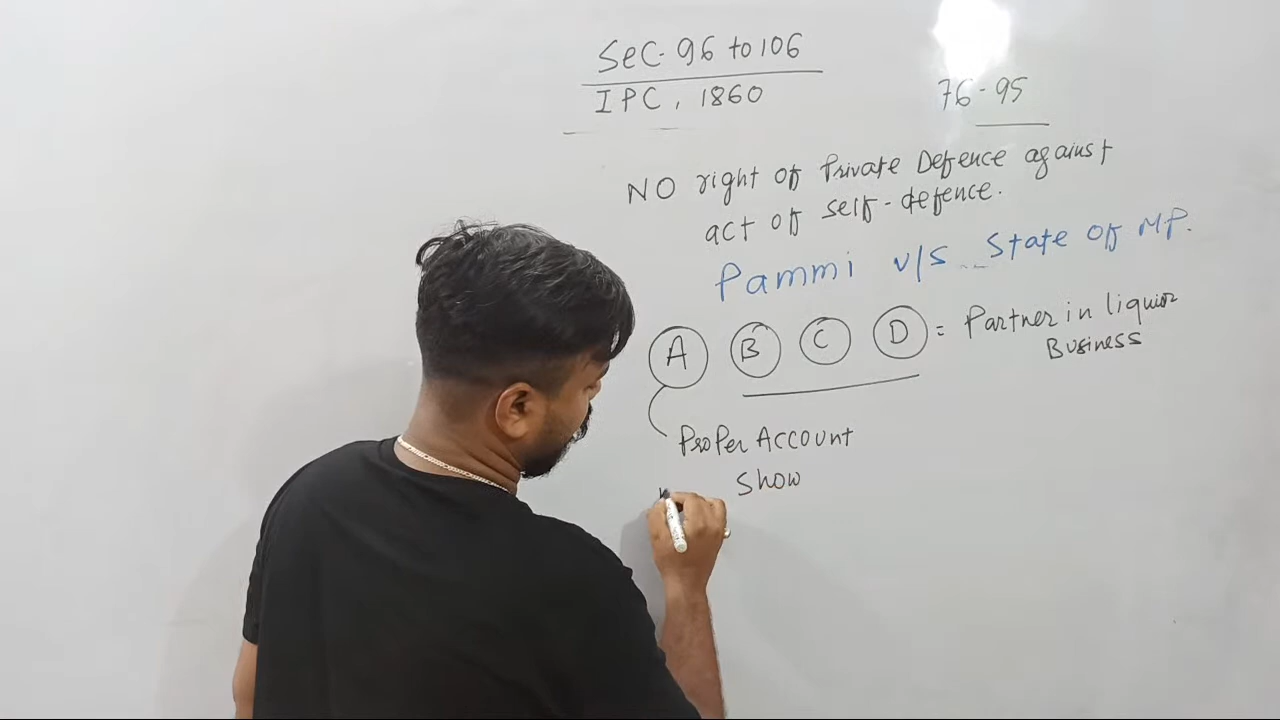 SEC- 96 to 106
IPC, 1860
76-95
NO right of Private Defence against
act of self-defence.
Pammi v/s State of MP.
A B C D = Partner in liquior
Business
ProPer Account
Show